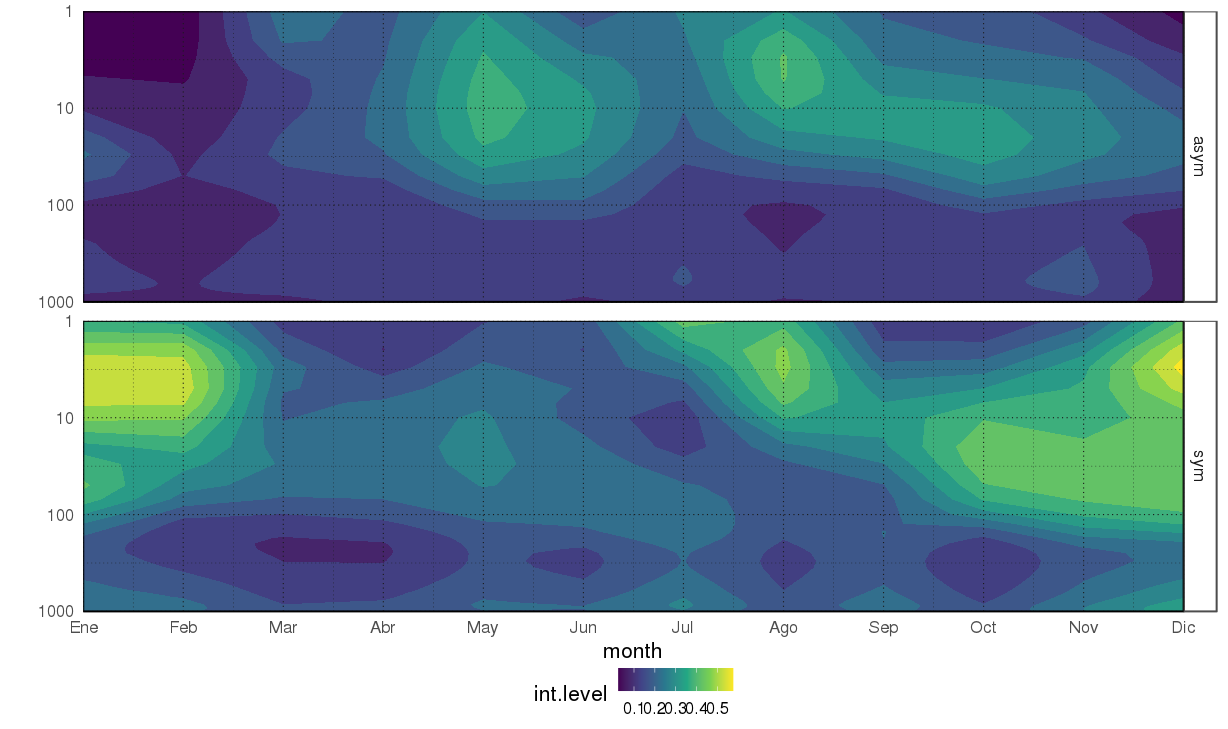 1
10
100
1000
asym
1
10
100
1000
sym
Ene Feb Mar Abr May Jun Jul Ago Sep Oct Nov Dic
month
int.level
0.10.20.30.40.5